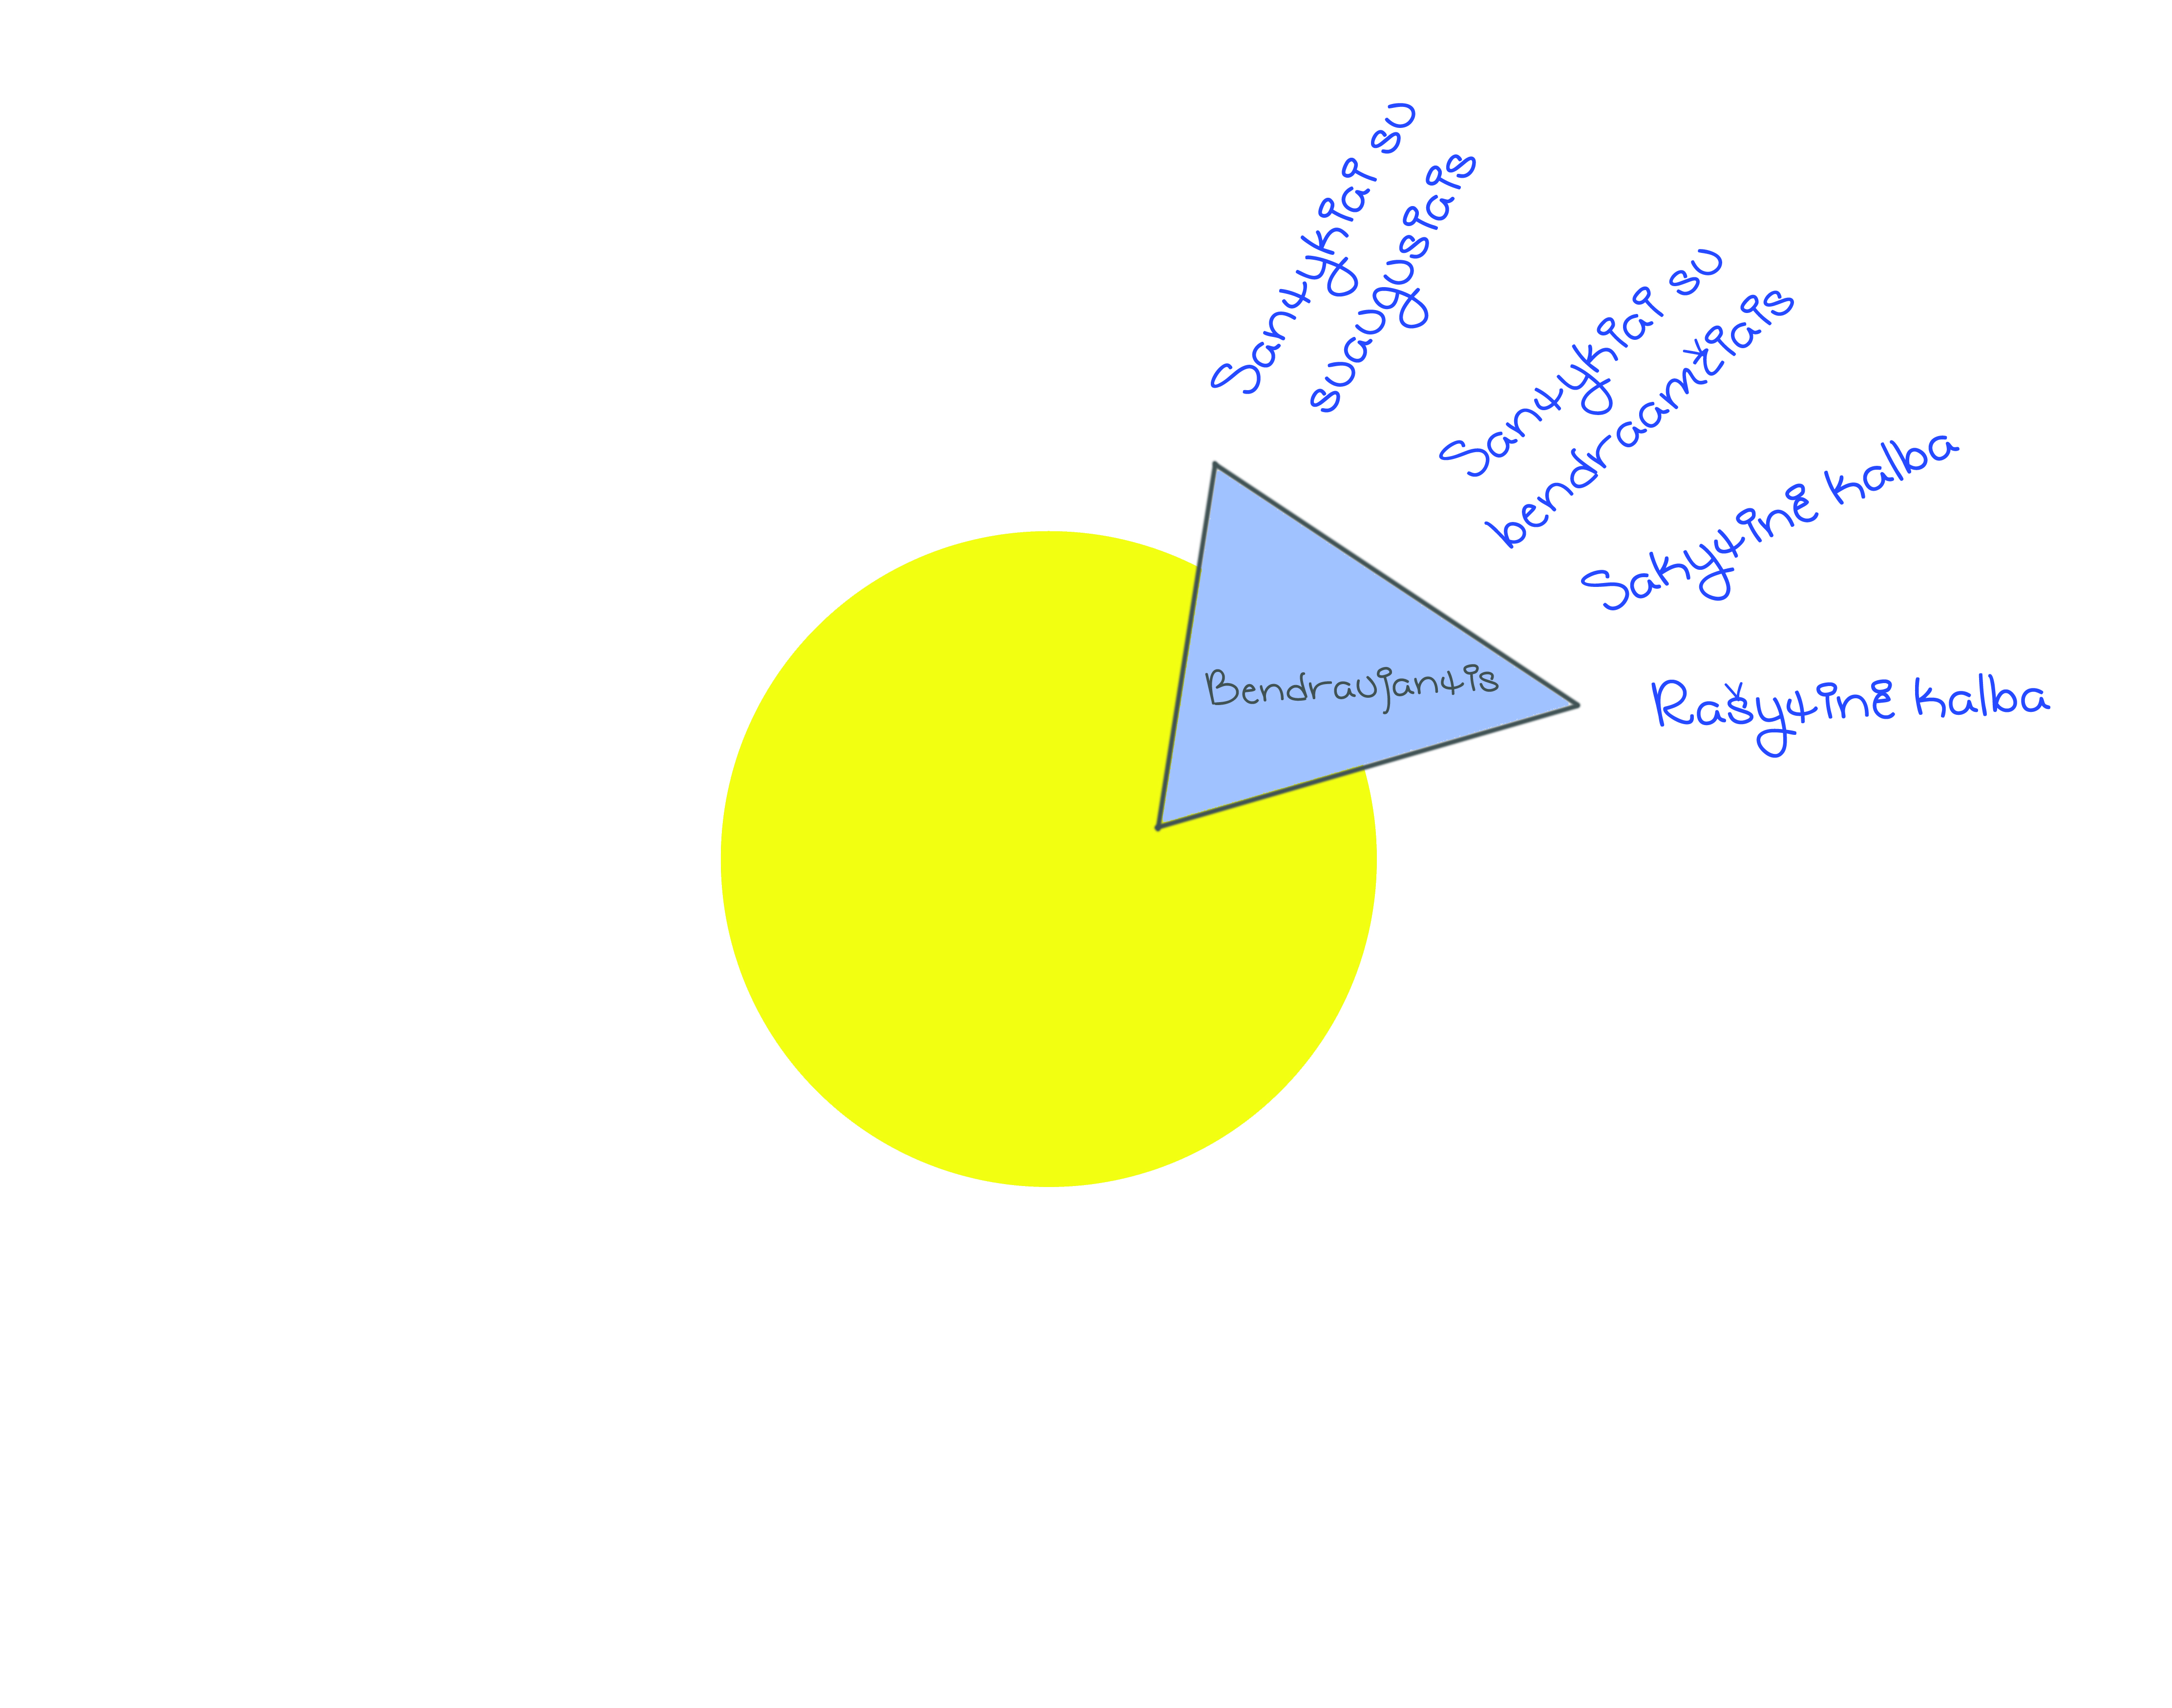 Santykiai su
suaugusiais
Santykiai su
bendraamžiais
Sakytinė kalba
Rašytinė kalba
Bendraujantis